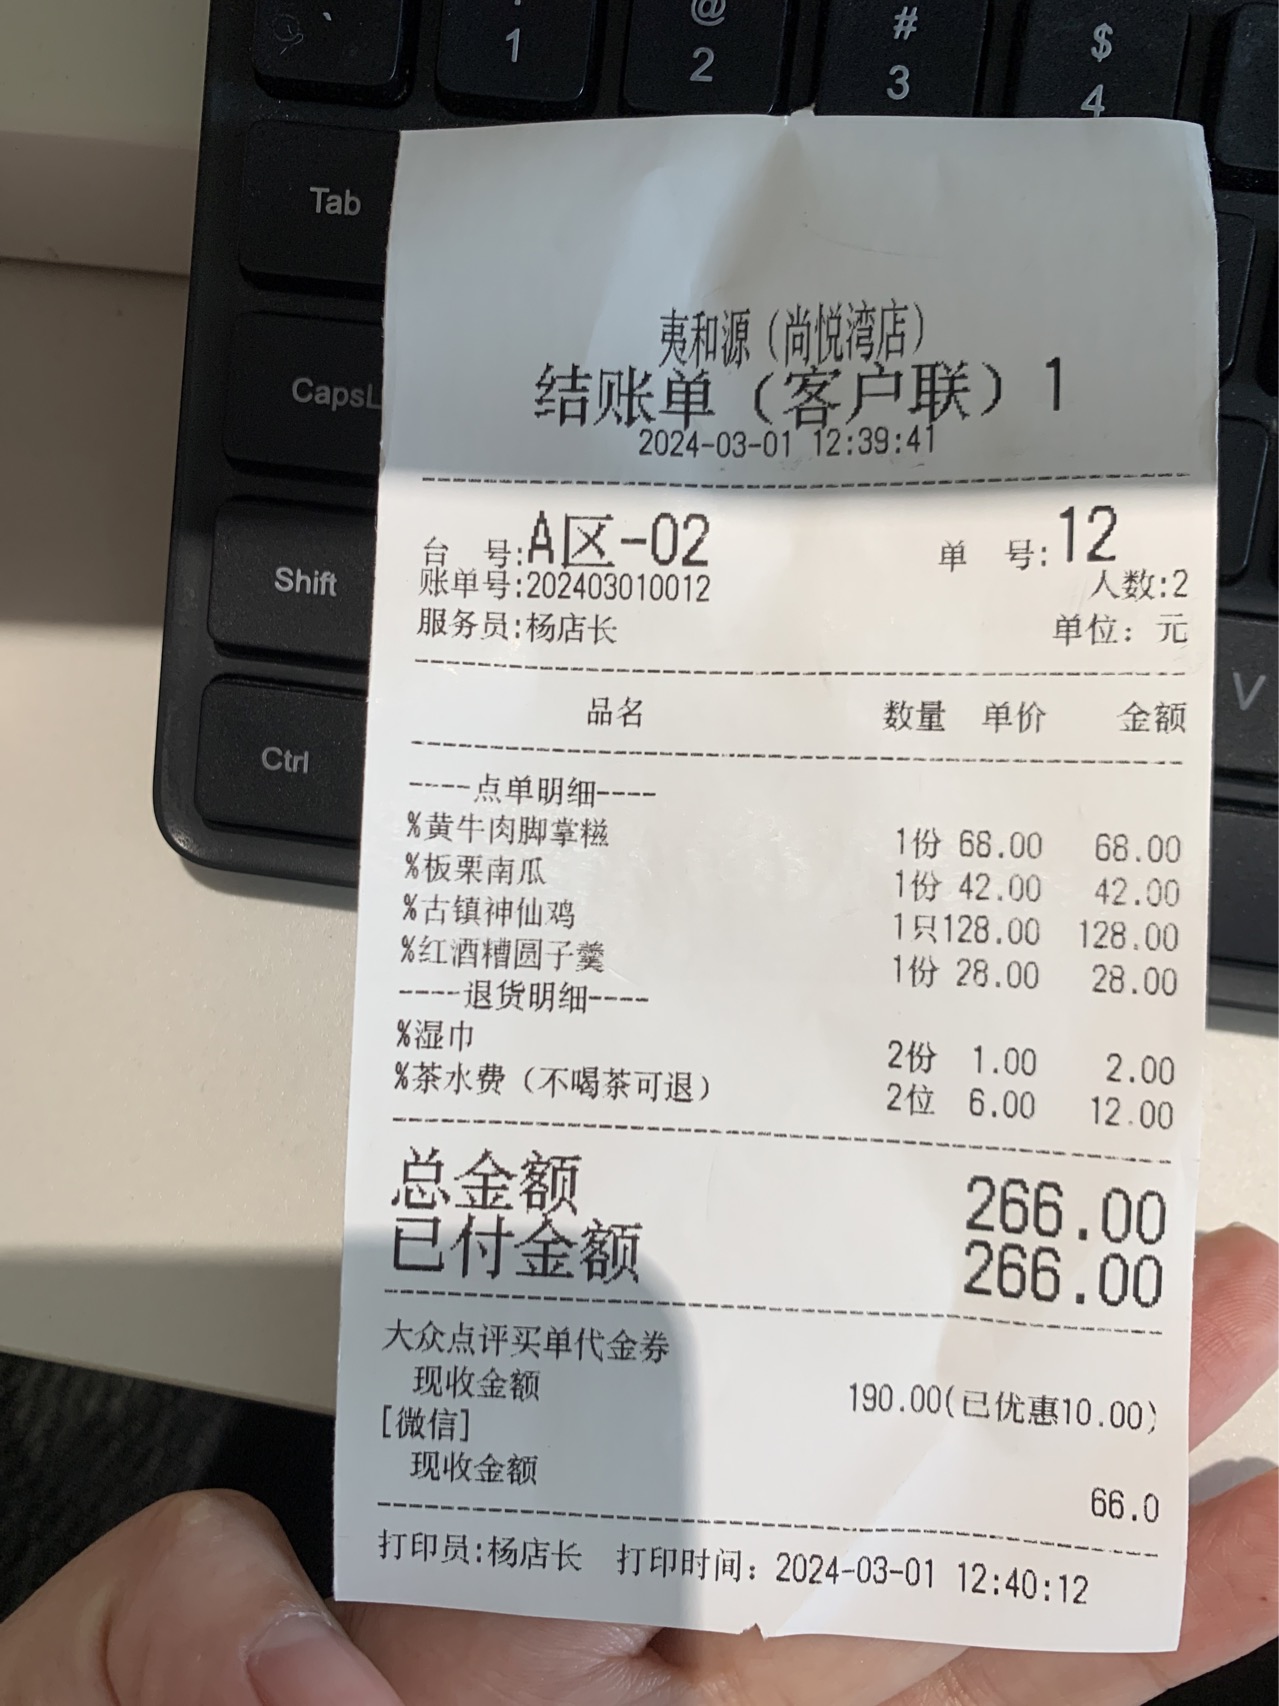 ` 1 @ 2 # 3 $ 4
Tab
CapsL
Shift
Ctrl
V
夷和源（尚悦湾店）
结账单（客户联）1
2024-03-01 12:39:41
台 号:A区-02 单 号:12
账单号:202403010012 人数:2
服务员:杨店长 单位：元
品名 数量 单价 金额
----点单明细----
%黄牛肉脚掌糍 1份 68.00 68.00
%板栗南瓜 1份 42.00 42.00
%古镇神仙鸡 1只128.00 128.00
%红酒糟圆子羹 1份 28.00 28.00
----退货明细----
%湿巾 2份 1.00 2.00
%茶水费（不喝茶可退） 2位 6.00 12.00
总金额 266.00
已付金额 266.00
大众点评买单代金券
现收金额 190.00(已优惠10.00)
[微信]
现收金额 66.0
打印员:杨店长 打印时间：2024-03-01 12:40:12